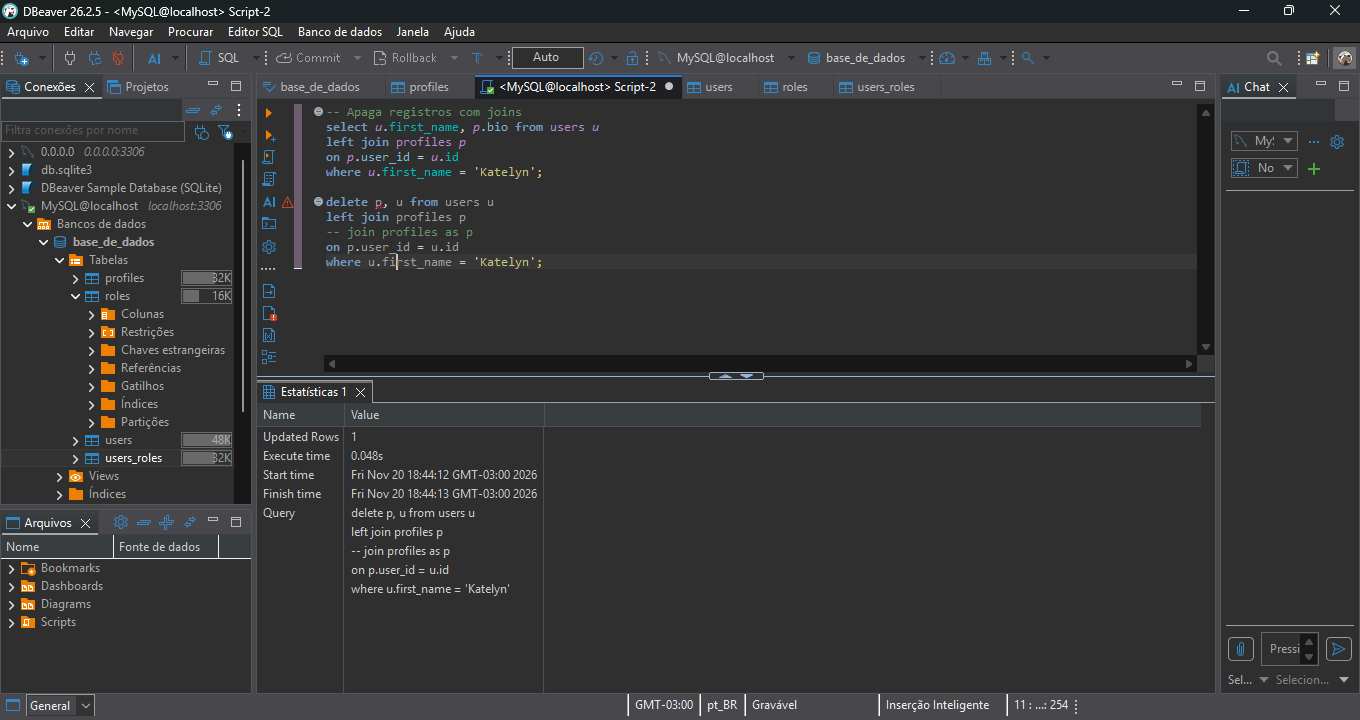 DBeaver 26.2.5 - <MySQL@localhost> Script-2
Arquivo Editar Navegar Procurar Editor SQL Banco de dados Janela Ajuda
AI SQL Commit Rollback T Auto MySQL@localhost base_de_dados
Conexões Projetos
Filtra conexões por nome
0.0.0.0 0.0.0.0:3306
db.sqlite3
DBeaver Sample Database (SQLite)
MySQL@localhost localhost:3306
Bancos de dados
base_de_dados
Tabelas
profiles 32K
roles 16K
Colunas
Restrições
Chaves estrangeiras
Referências
Gatilhos
Índices
Partições
users 48K
users_roles 32K
Views
Índices
Arquivos
Nome Fonte de dados
Bookmarks
Dashboards
Diagrams
Scripts
General
base_de_dados profiles <MySQL@localhost> Script-2 users roles users_roles
AI
-- Apaga registros com joins
select u.first_name, p.bio from users u
left join profiles p
on p.user_id = u.id
where u.first_name = 'Katelyn';
delete p, u from users u
left join profiles p
-- join profiles as p
on p.user_id = u.id
where u.first_name = 'Katelyn';
Estatísticas 1
Name Value
Updated Rows 1
Execute time 0.048s
Start time Fri Nov 20 18:44:12 GMT-03:00 2026
Finish time Fri Nov 20 18:44:13 GMT-03:00 2026
Query delete p, u from users u
left join profiles p
-- join profiles as p
on p.user_id = u.id
where u.first_name = 'Katelyn'
AI Chat
My
No
Pressi
Sel... Selecion...
GMT-03:00 pt_BR Gravável Inserção Inteligente 11 : ...: 254